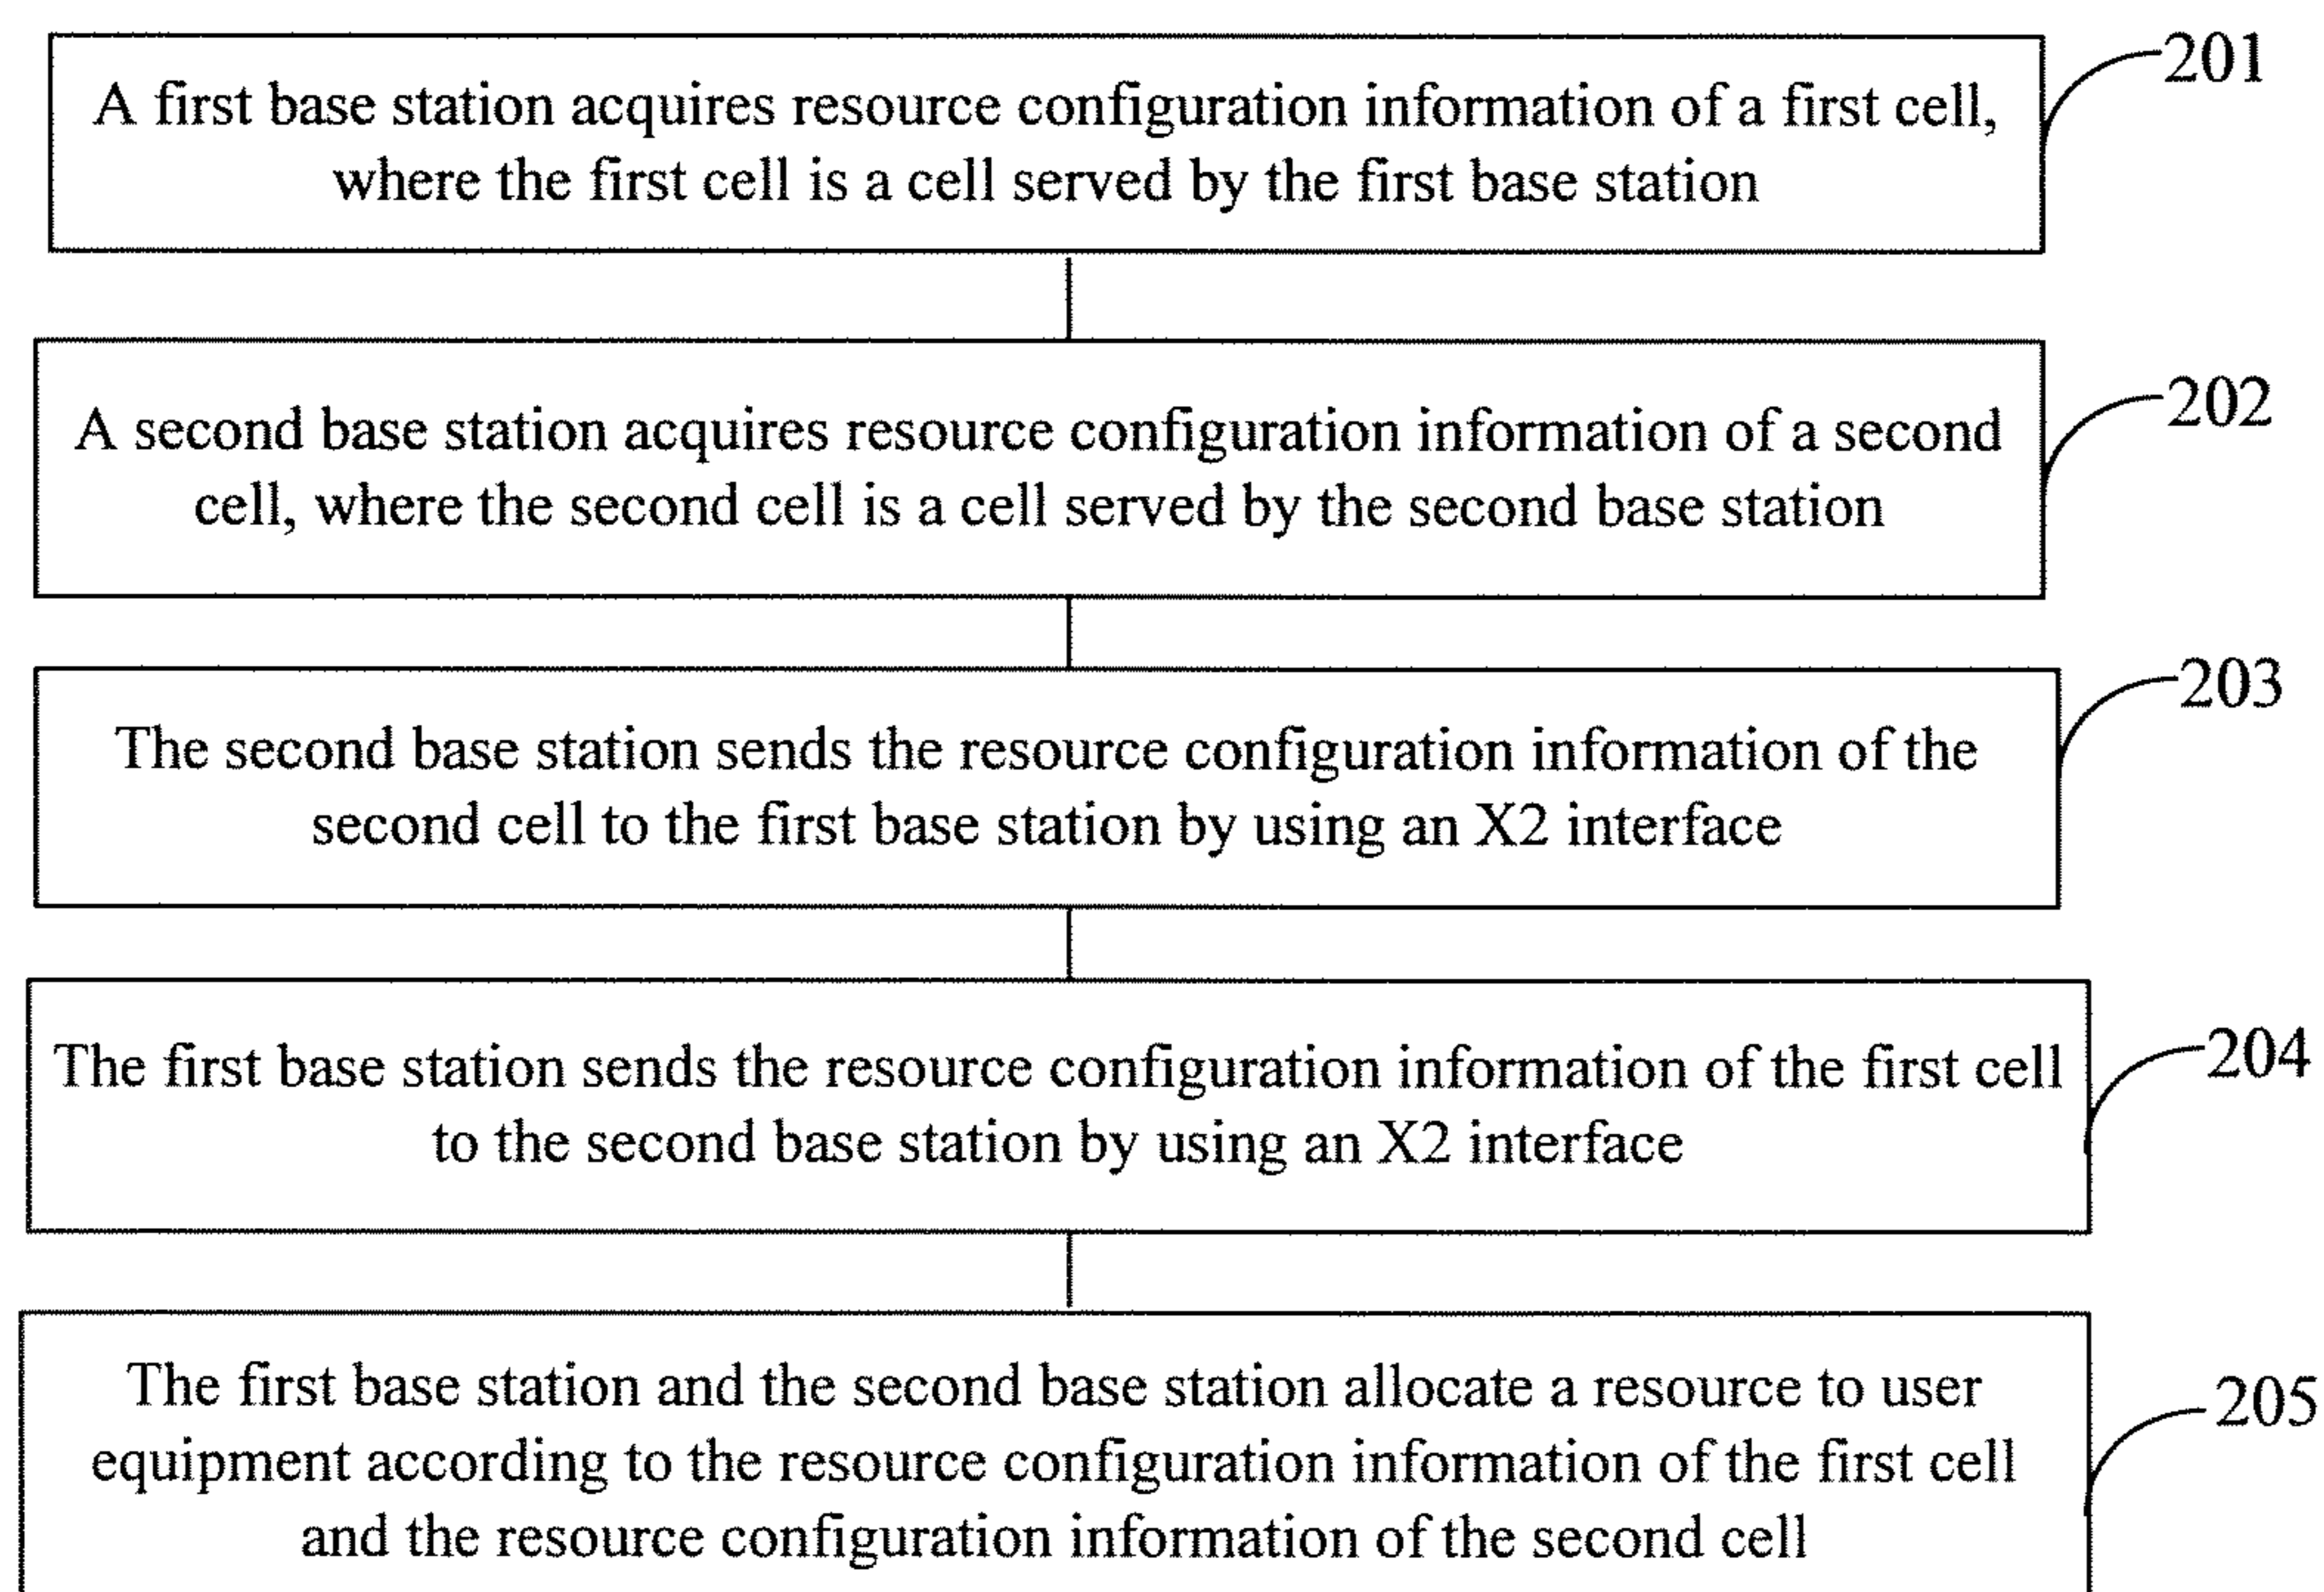 A first base station acquires resource configuration information of a first cell,
where the first cell is a cell served by the first base station
201
A second base station acquires resource configuration information of a second
cell, where the second cell is a cell served by the second base station
202
The second base station sends the resource configuration information of the
second cell to the first base station by using an X2 interface
203
The first base station sends the resource configuration information of the first cell
to the second base station by using an X2 interface
204
The first base station and the second base station allocate a resource to user
equipment according to the resource configuration information of the first cell
and the resource configuration information of the second cell
205